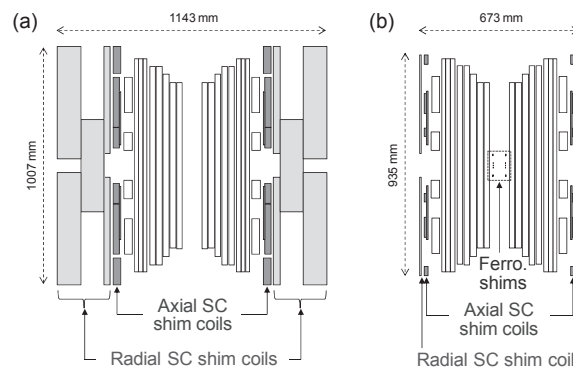 (a)
1143 mm
1007 mm
Axial SC
shim coils
Radial SC shim coils
(b)
673 mm
935 mm
Ferro.
shims
Axial SC
shim coils
Radial SC shim coil